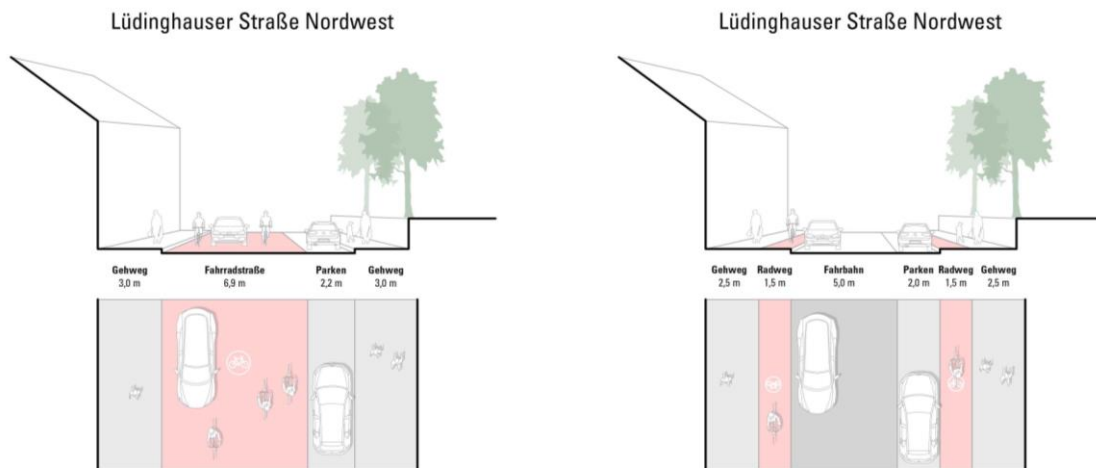 Lüdinghauser Straße Nordwest
Gehweg Fahrradstraße Parken Gehweg
3,0 m 6,9 m 2,2 m 3,0 m
Lüdinghauser Straße Nordwest
Gehweg Radweg Fahrbahn Parken Radweg Gehweg
2,5 m 1,5 m 5,0 m 2,0 m 1,5 m 2,5 m